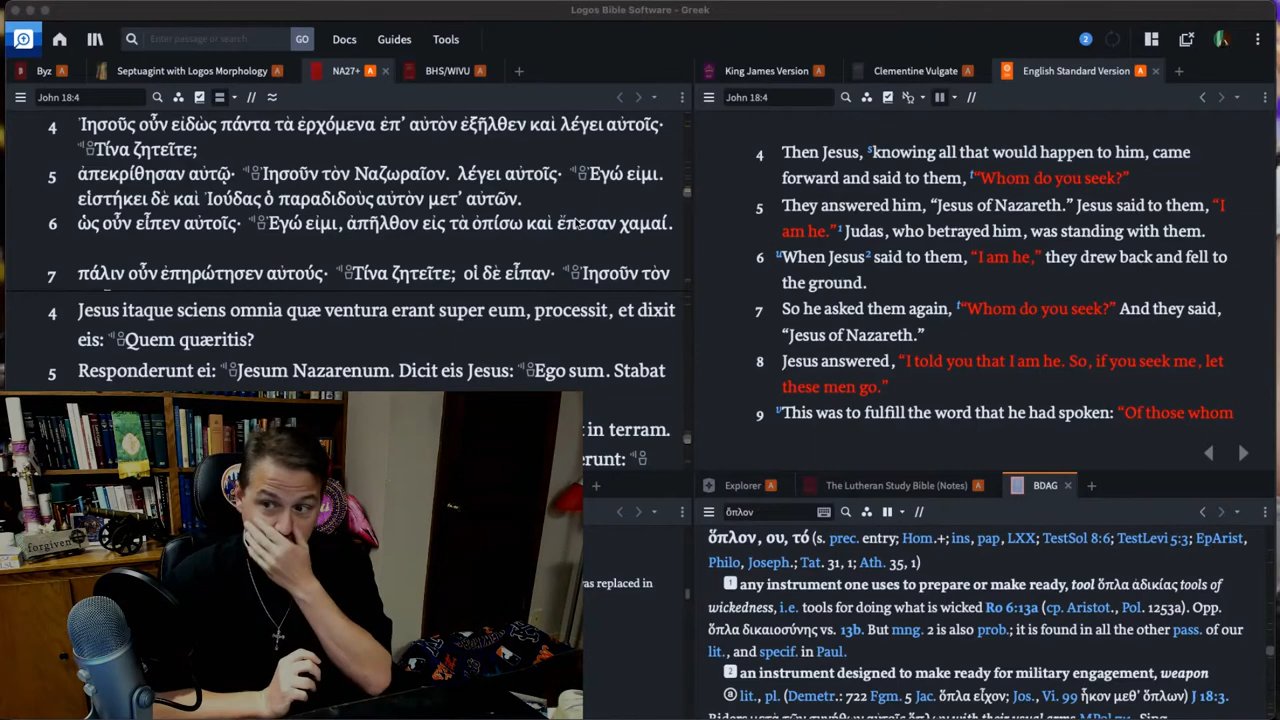 Logos Bible Software - Greek
Enter passage or search
GO
Docs
Guides
Tools
2
Byz A
Septuagint with Logos Morphology A
NA27+ A
BHS/WIVU A
John 18:4
4 Ἰησοῦς οὖν εἰδὼς πάντα τὰ ἐρχόμενα ἐπ’ αὐτὸν ἐξῆλθεν καὶ λέγει αὐτοῖς·
Τίνα ζητεῖτε;
5 ἀπεκρίθησαν αὐτῷ· Ἰησοῦν τὸν Ναζωραῖον. λέγει αὐτοῖς· Ἐγώ εἰμι.
εἱστήκει δὲ καὶ Ἰούδας ὁ παραδιδοὺς αὐτὸν μετ’ αὐτῶν.
6 ὡς οὖν εἶπεν αὐτοῖς· Ἐγώ εἰμι, ἀπῆλθον εἰς τὰ ὀπίσω καὶ ἔπεσαν χαμαί.
7 πάλιν οὖν ἐπηρώτησεν αὐτούς· Τίνα ζητεῖτε; οἱ δὲ εἶπαν· Ἰησοῦν τὸν
4 Jesus itaque sciens omnia quæ ventura erant super eum, processit, et dixit
eis: Quem quæritis?
5 Responderunt ei: Jesum Nazarenum. Dicit eis Jesus: Ego sum. Stabat
in terram.
King James Version A
Clementine Vulgate A
English Standard Version A
John 18:4
4 Then Jesus, sknowing all that would happen to him, came
forward and said to them, t“Whom do you seek?”
5 They answered him, “Jesus of Nazareth.” Jesus said to them, “I
am he.”1 Judas, who betrayed him, was standing with them.
6 uWhen Jesus2 said to them, “I am he,” they drew back and fell to
the ground.
7 So he asked them again, t“Whom do you seek?” And they said,
“Jesus of Nazareth.”
8 Jesus answered, “I told you that I am he. So, if you seek me, let
these men go.”
9 vThis was to fulfill the word that he had spoken: “Of those whom
was replaced in
forgiven
Explorer A
The Lutheran Study Bible (Notes) A
BDAG
ὅπλον
ὅπλον, ου, τό (s. prec. entry; Hom.+; ins, pap, LXX; TestSol 8:6; TestLevi 5:3; EpArist,
Philo, Joseph.; Tat. 31, 1; Ath. 35, 1)
1 any instrument one uses to prepare or make ready, tool ὅπλα ἀδικίας tools of
wickedness, i.e. tools for doing what is wicked Ro 6:13a (cp. Aristot., Pol. 1253a). Opp.
ὅπλα δικαιοσύνης vs. 13b. But mng. 2 is also prob.; it is found in all the other pass. of our
lit., and specif. in Paul.
2 an instrument designed to make ready for military engagement, weapon
a lit., pl. (Demetr.: 722 Fgm. 5 Jac. ὅπλα εἶχον; Jos., Vi. 99 ἧκον μεθ’ ὅπλων) J 18:3.